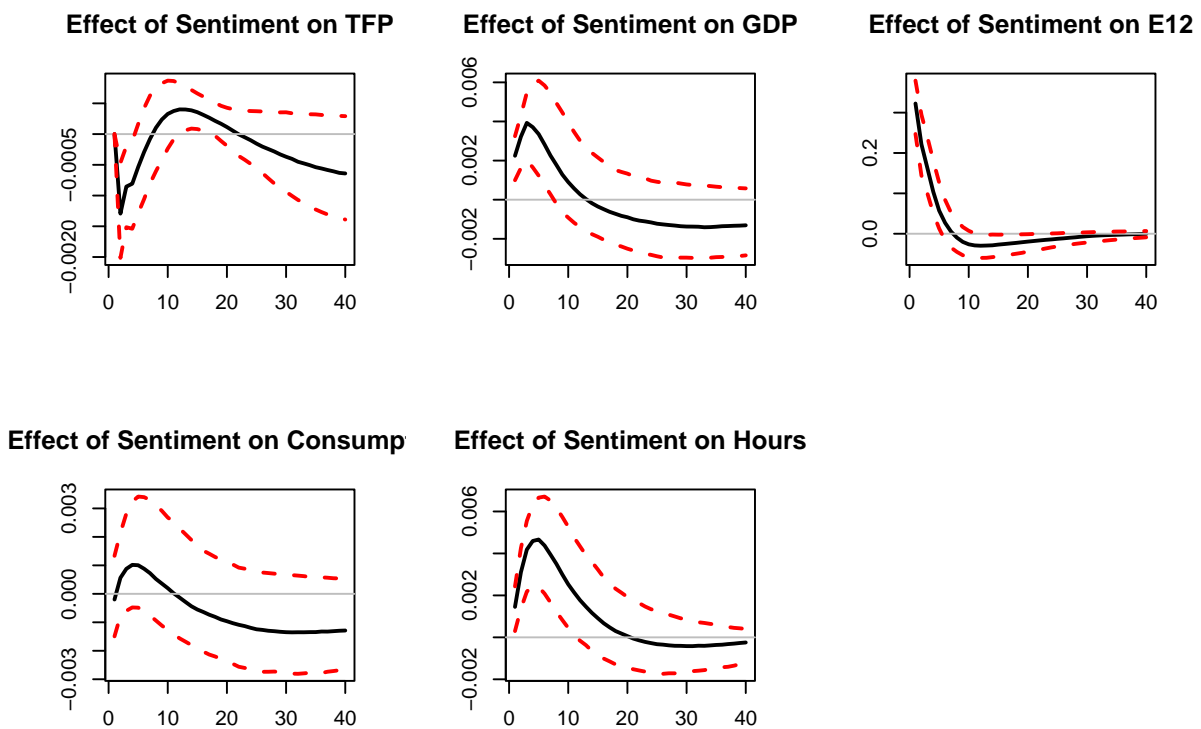 Effect of Sentiment on TFP
−0.0005
−0.0020
0 10 20 30 40
Effect of Sentiment on GDP
0.006
0.002
−0.002
0 10 20 30 40
Effect of Sentiment on E12
0.2
0.0
0 10 20 30 40
Effect of Sentiment on Consump
0.003
0.000
−0.003
0 10 20 30 40
Effect of Sentiment on Hours
0.006
0.002
−0.002
0 10 20 30 40